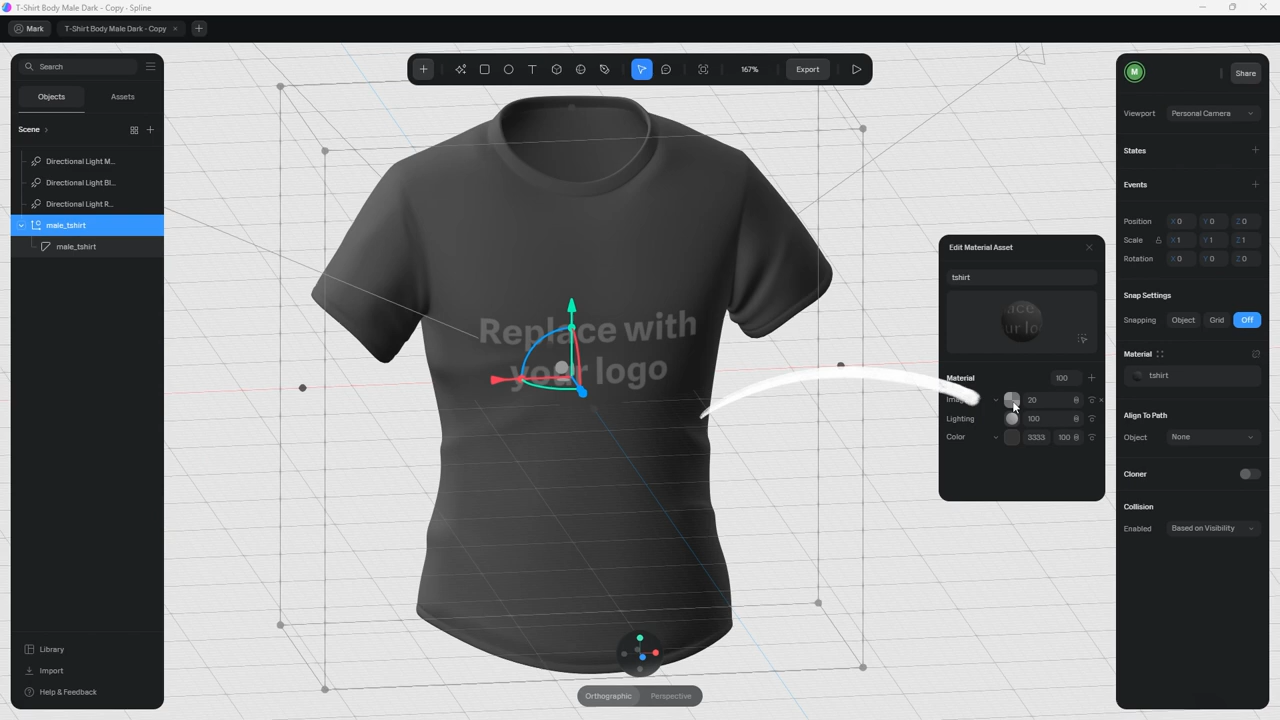 T-Shirt Body Male Dark - Copy - Spline
Mark
T-Shirt Body Male Dark - Copy
Search
Objects
Assets
Scene
Directional Light M...
Directional Light Bl...
Directional Light R...
male_tshirt
male_tshirt
Library
Import
Help & Feedback
167%
Export
Replace with
your logo
Orthographic
Perspective
Edit Material Asset
tshirt
Material 100
20
Lighting 100
Color 3333 100
M
Share
Viewport Personal Camera
States
Events
Position X 0 Y 0 Z 0
Scale X 1 Y 1 Z 1
Rotation X 0 Y 0 Z 0
Snap Settings
Snapping Object Grid Off
Material
tshirt
Align To Path
Object None
Cloner
Collision
Enabled Based on Visibility